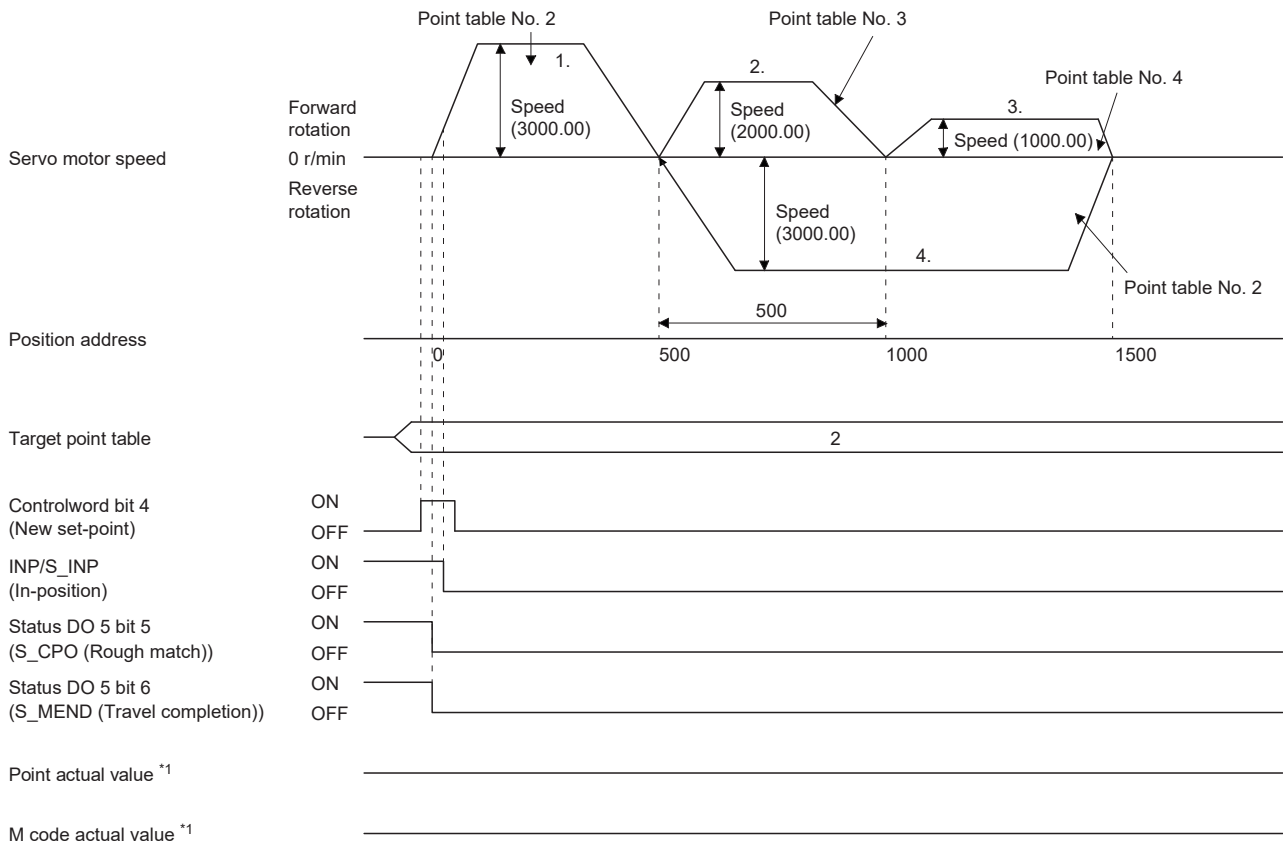 Point table No. 2
Point table No. 3
1.
2.
Point table No. 4
3.
Forward
rotation
Speed
(3000.00)
Speed
(2000.00)
Speed (1000.00)
Servo motor speed
0 r/min
Reverse
rotation
Speed
(3000.00)
4.
Point table No. 2
500
Position address
0
500
1000
1500
Target point table
2
Controlword bit 4
(New set-point)
ON
OFF
INP/S_INP
(In-position)
ON
OFF
Status DO 5 bit 5
(S_CPO (Rough match))
ON
OFF
Status DO 5 bit 6
(S_MEND (Travel completion))
ON
OFF
Point actual value *1
M code actual value *1